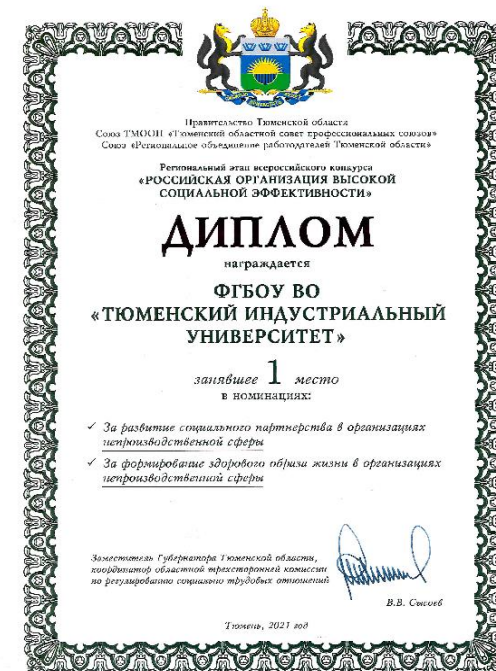 Правительство Тюменской области
Союз ТМООП «Тюменский областной совет профессиональных союзов»
Союз «Региональное объединение работодателей Тюменской области»
Региональный этап всероссийского конкурса
«РОССИЙСКАЯ ОРГАНИЗАЦИЯ ВЫСОКОЙ
СОЦИАЛЬНОЙ ЭФФЕКТИВНОСТИ»
ДИПЛОМ
награждается
ФГБОУ ВО
«ТЮМЕНСКИЙ ИНДУСТРИАЛЬНЫЙ
УНИВЕРСИТЕТ»
занявшее 1 место
в номинациях:
✓ За развитие социального партнерства в организациях
непроизводственной сферы
✓ За формирование здорового образа жизни в организациях
непроизводственной сферы
Заместитель Губернатора Тюменской области,
координатор областной трехсторонней комиссии
по регулированию социально трудовых отношений
В.В. Сысоев
Тюмень, 2021 год